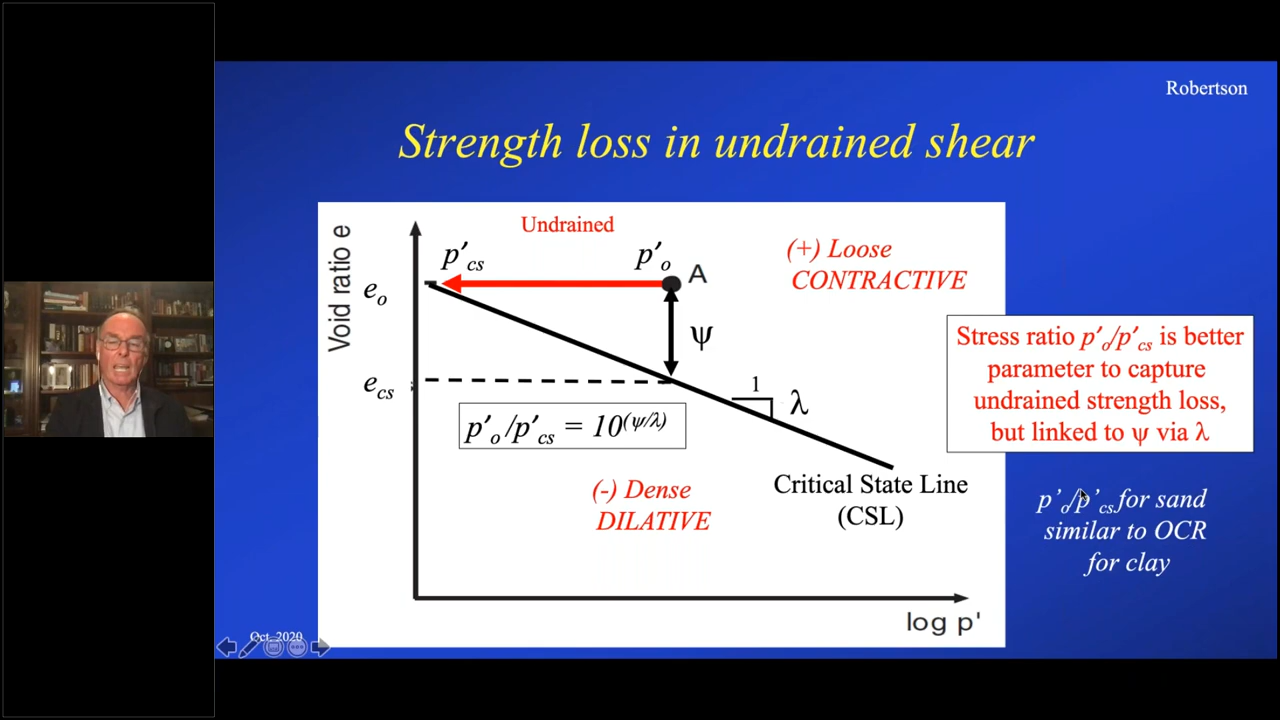 Robertson
Strength loss in undrained shear
Void ratio e
Undrained
p'cs
p'o
A
(+) Loose
CONTRACTIVE
eo
ψ
Stress ratio p'o/p'cs is better
parameter to capture
undrained strength loss,
but linked to ψ via λ
ecs
1
λ
p'o/p'cs = 10(ψ/λ)
(-) Dense
DILATIVE
Critical State Line
(CSL)
p'o/p'cs for sand
similar to OCR
for clay
log p'
Oct. 2020